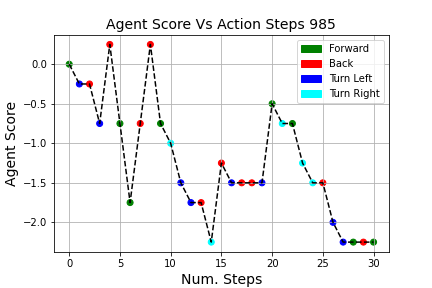 Agent Score Vs Action Steps 985
Forward
Back
Turn Left
Turn Right
Agent Score
0.0
−0.5
−1.0
−1.5
−2.0
0 5 10 15 20 25 30
Num. Steps